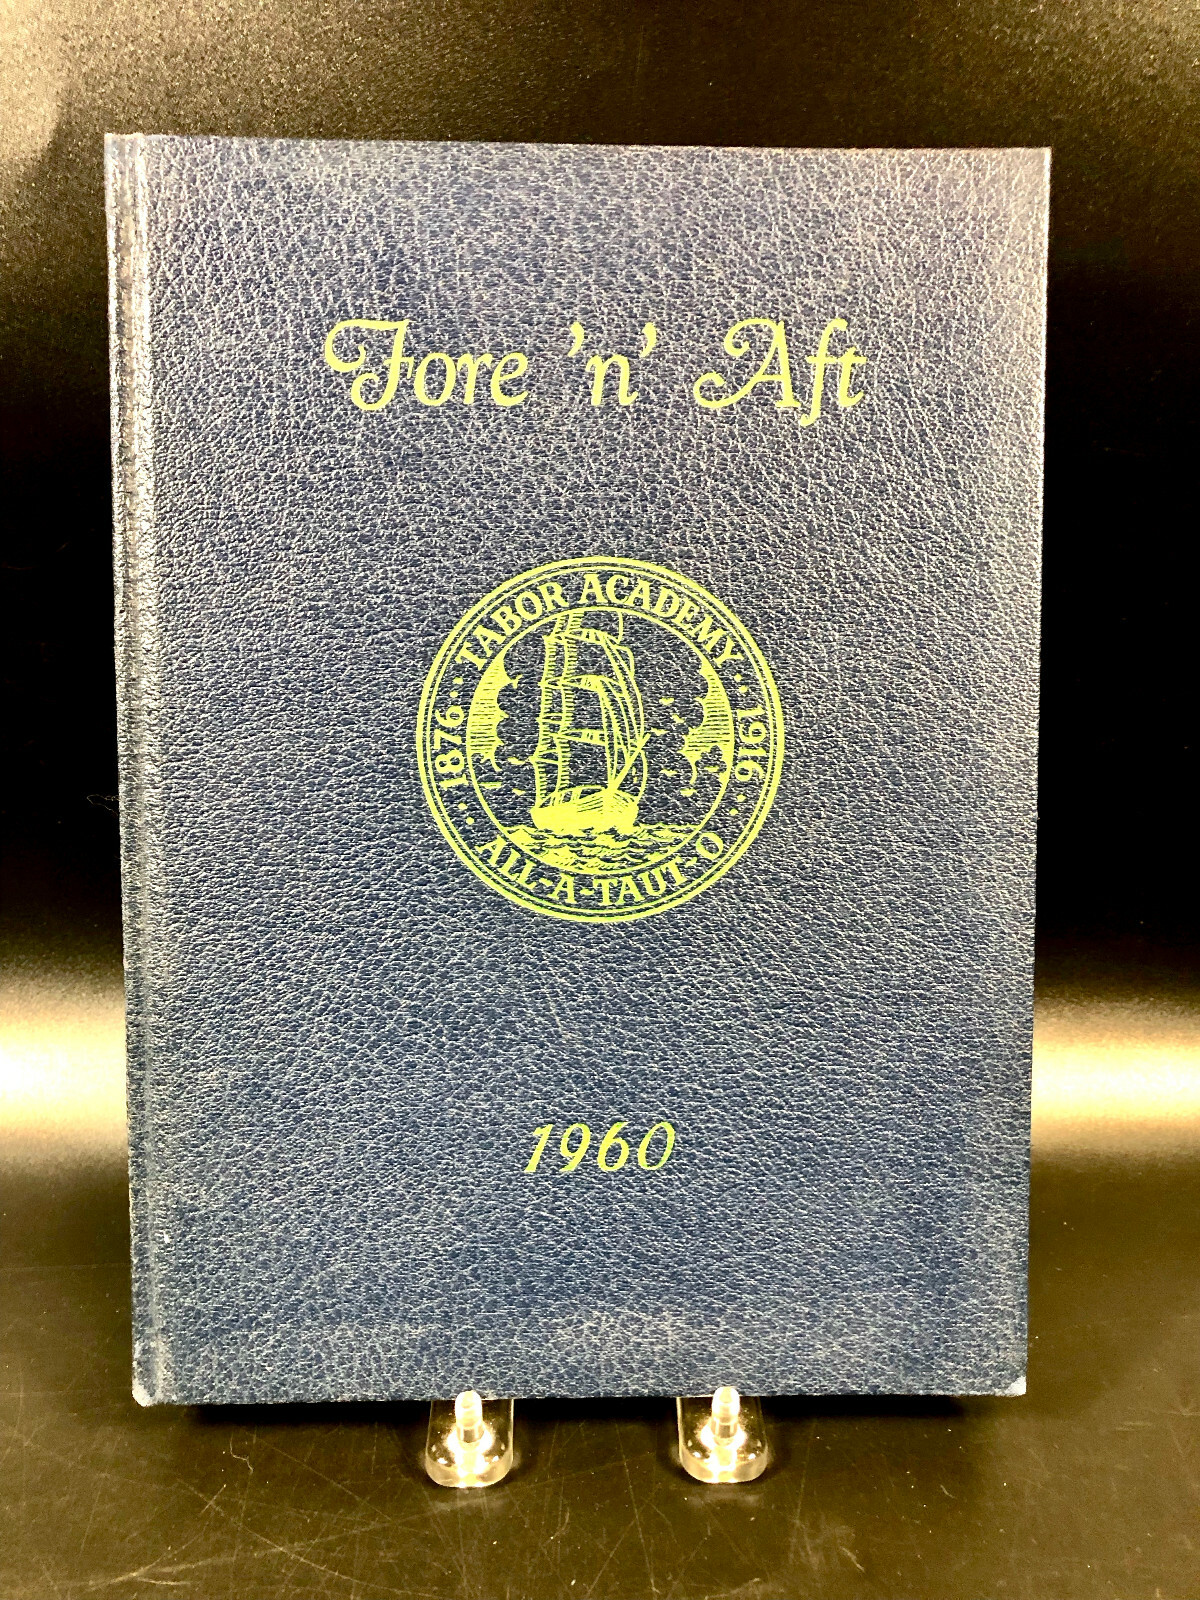 Fore 'n' Aft
TABOR ACADEMY
1876
1916
ALL-A-TAUT-O
1960